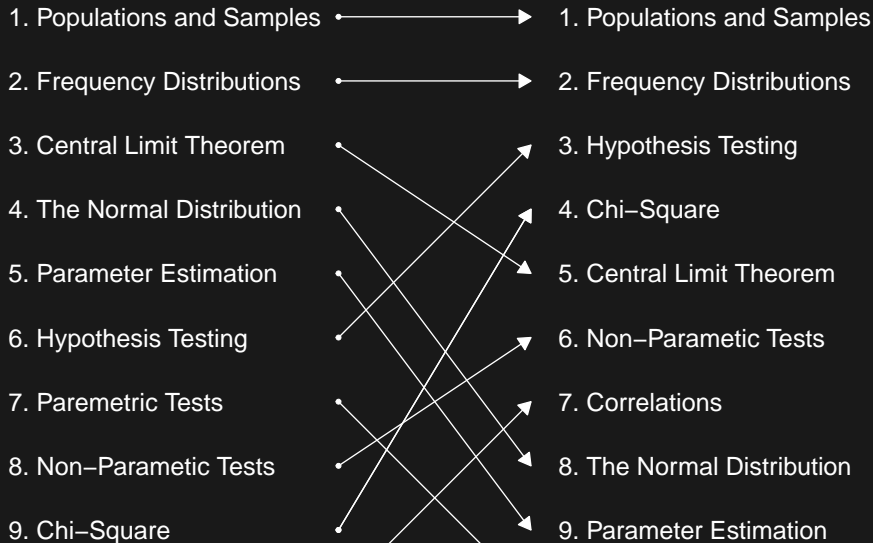 1. Populations and Samples
2. Frequency Distributions
3. Central Limit Theorem
4. The Normal Distribution
5. Parameter Estimation
6. Hypothesis Testing
7. Paremetric Tests
8. Non−Parametic Tests
9. Chi−Square
1. Populations and Samples
2. Frequency Distributions
3. Hypothesis Testing
4. Chi−Square
5. Central Limit Theorem
6. Non−Parametic Tests
7. Correlations
8. The Normal Distribution
9. Parameter Estimation